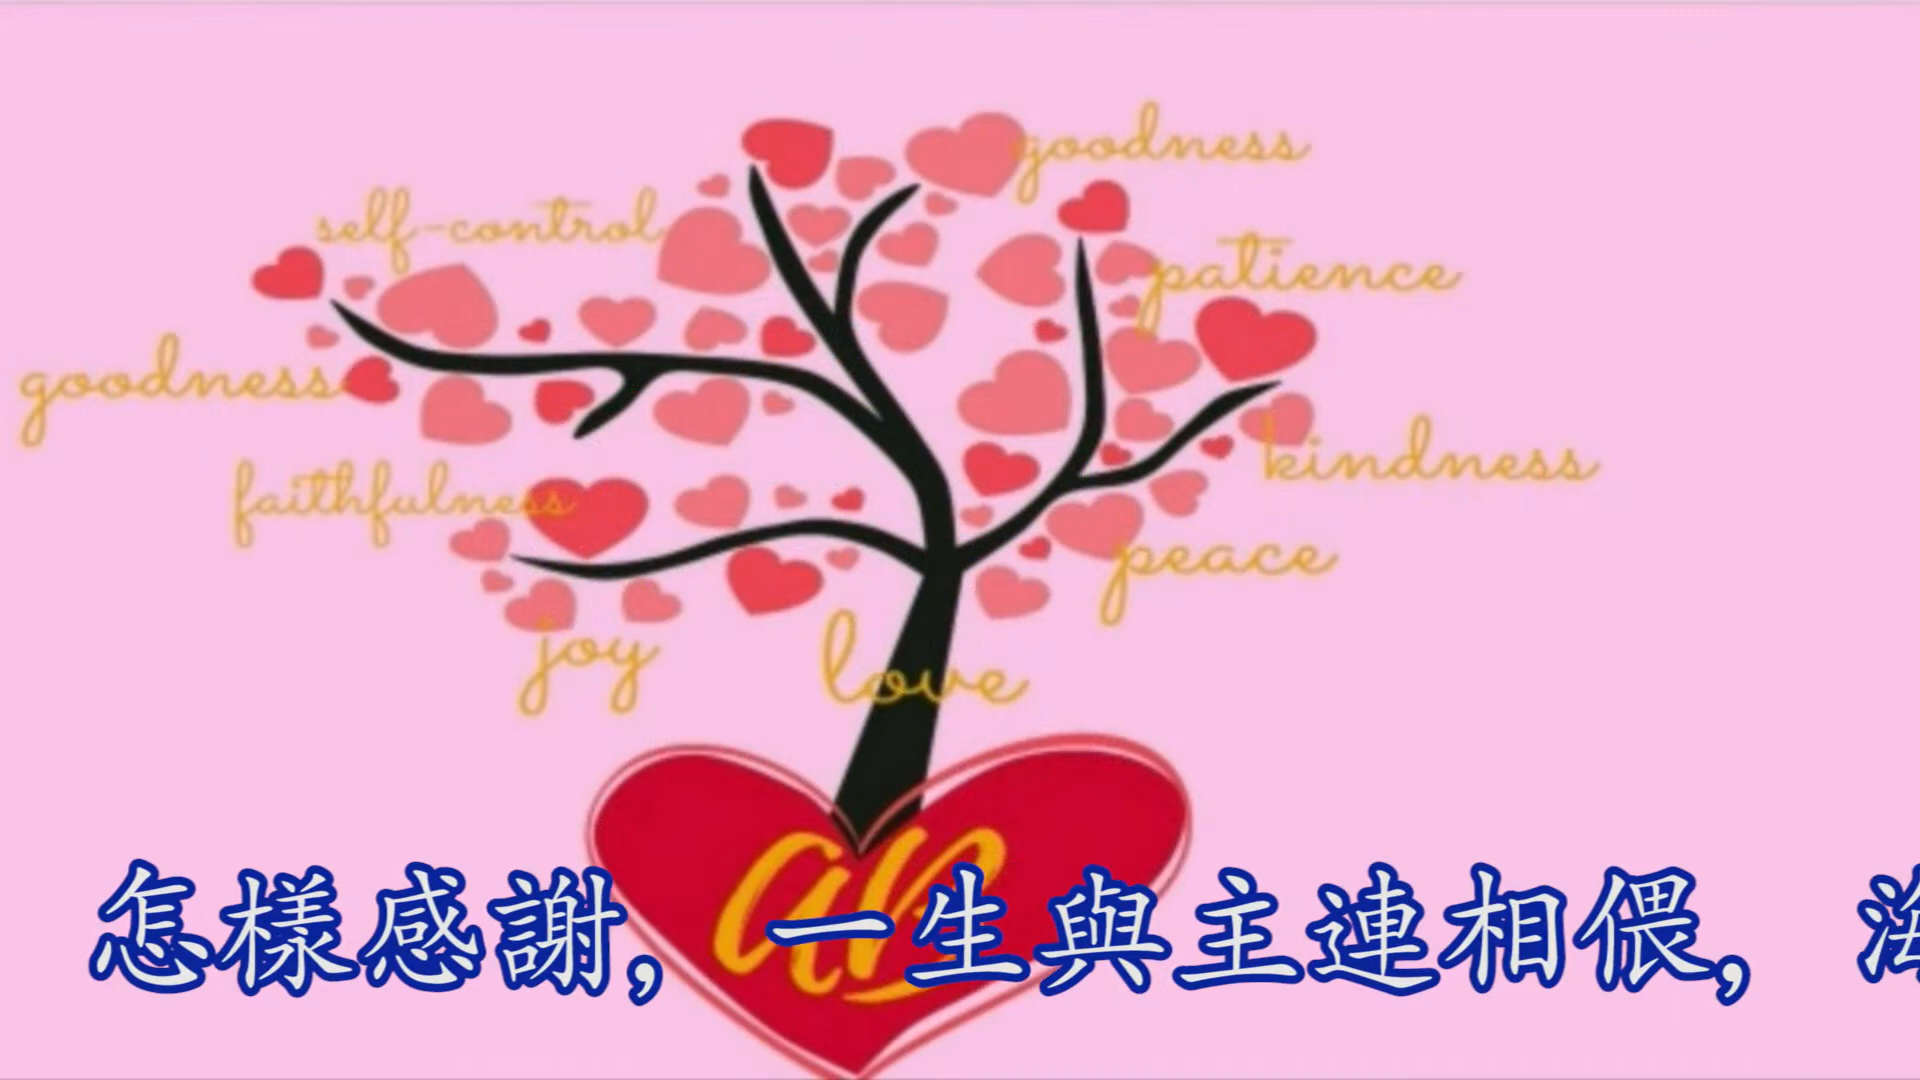 goodness
self-control
patience
goodness
kindness
faithfulness
peace
joy
love
怎樣感謝, 一生與主連相偎,